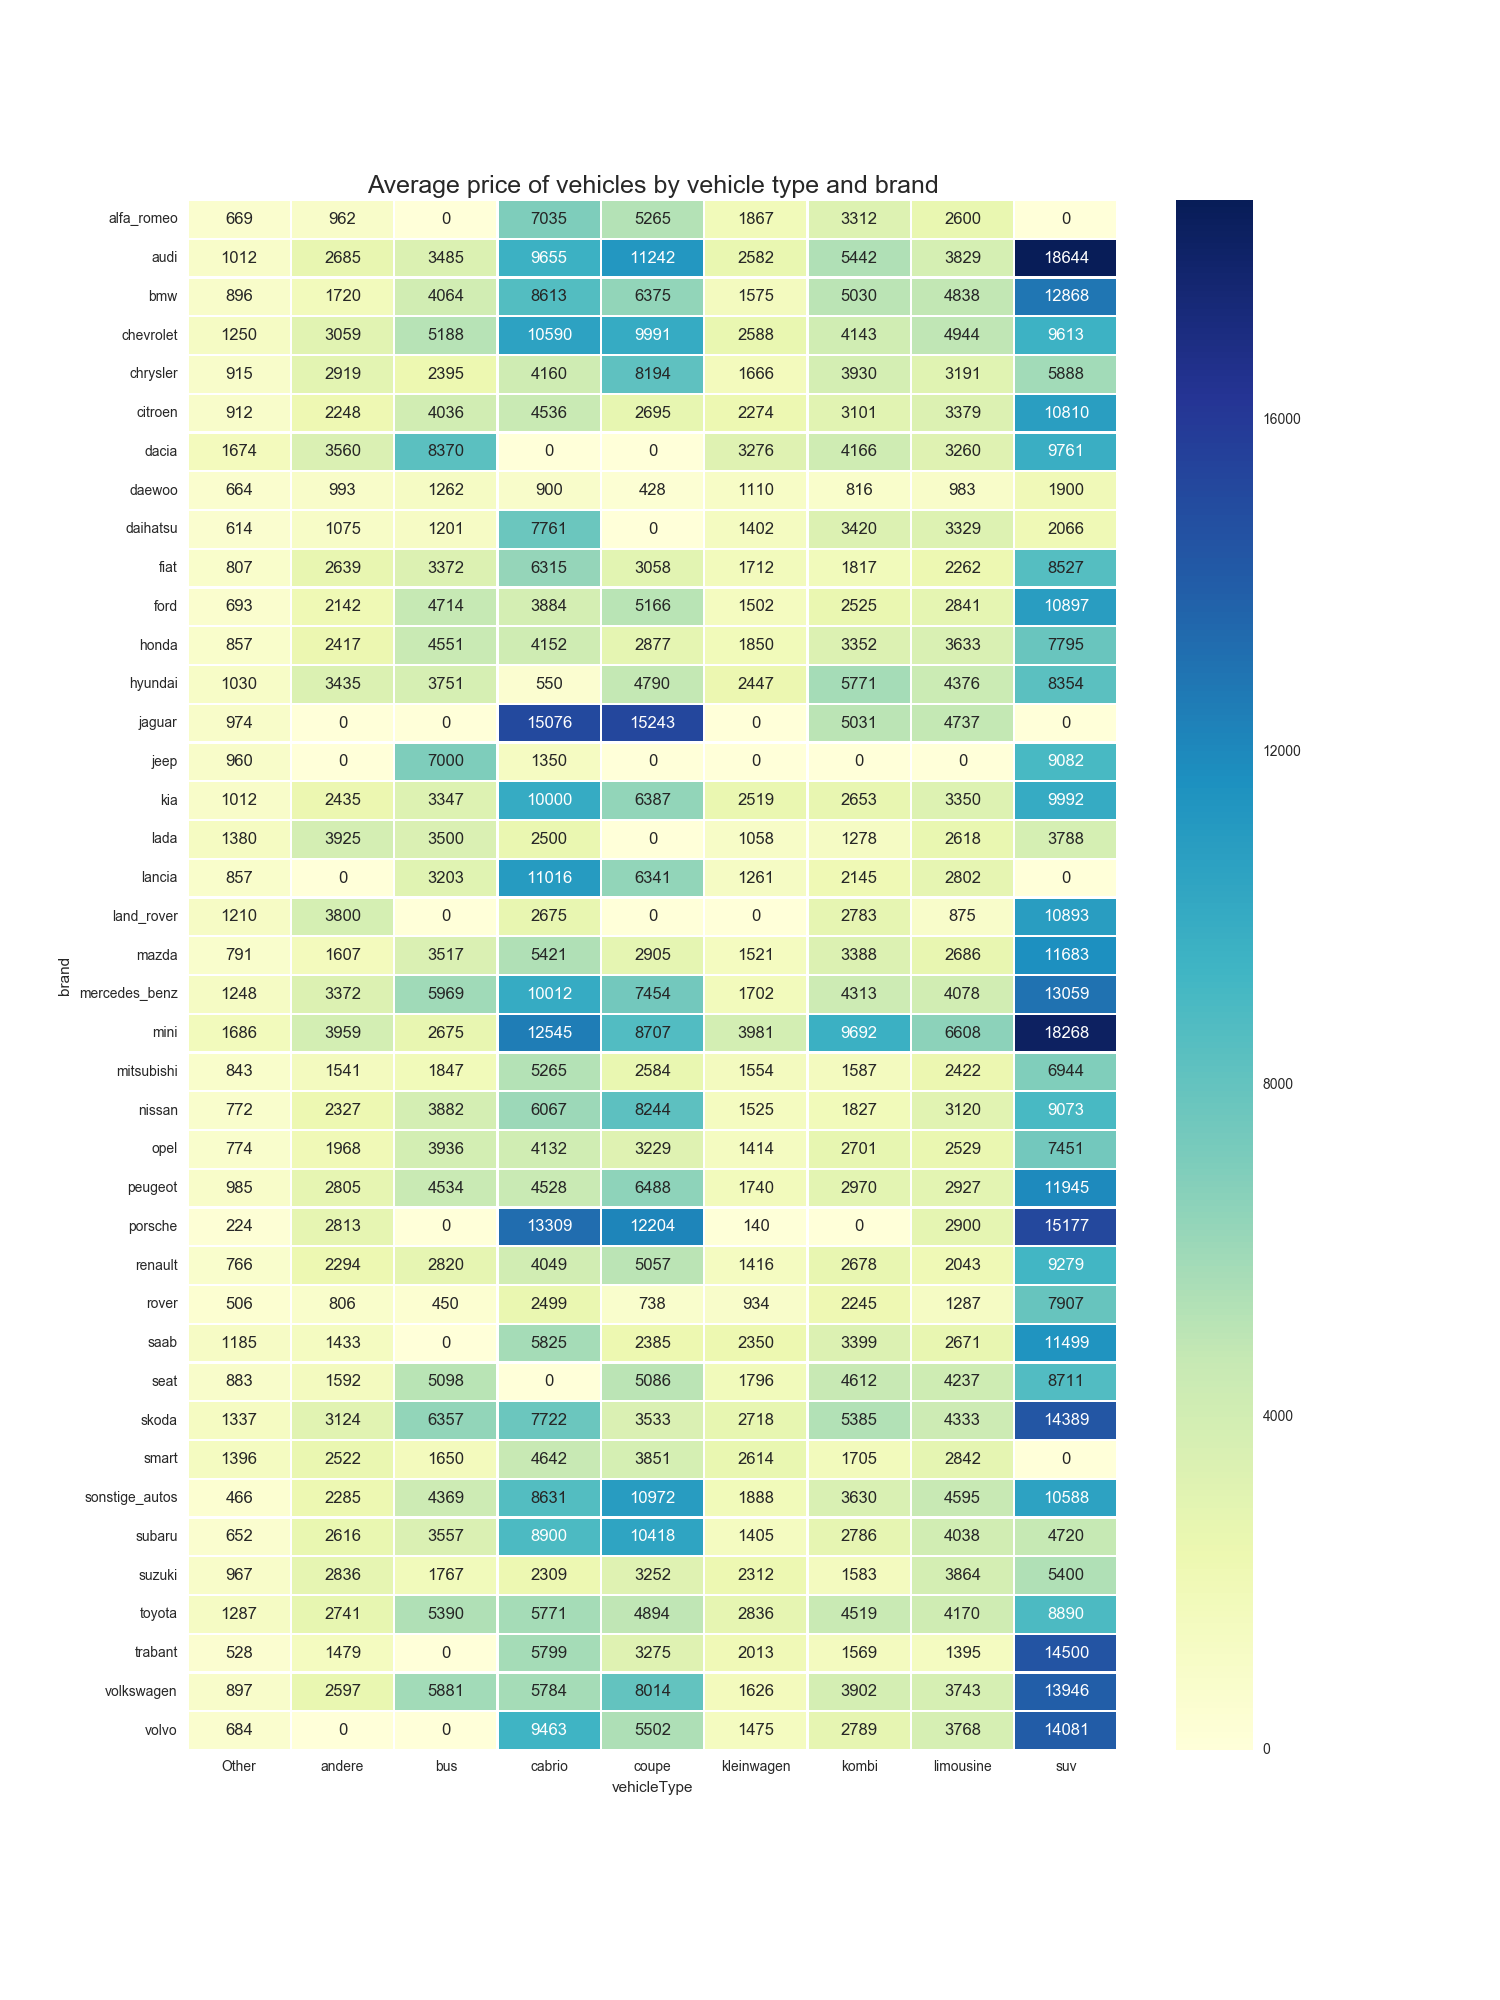 Average price of vehicles by vehicle type and brand
alfa_romeo 669 962 0 7035 5265 1867 3312 2600 0
audi 1012 2685 3485 9655 11242 2582 5442 3829 18644
bmw 896 1720 4064 8613 6375 1575 5030 4838 12868
chevrolet 1250 3059 5188 10590 9991 2588 4143 4944 9613
chrysler 915 2919 2395 4160 8194 1666 3930 3191 5888
citroen 912 2248 4036 4536 2695 2274 3101 3379 10810
16000
dacia 1674 3560 8370 0 0 3276 4166 3260 9761
daewoo 664 993 1262 900 428 1110 816 983 1900
daihatsu 614 1075 1201 7761 0 1402 3420 3329 2066
fiat 807 2639 3372 6315 3058 1712 1817 2262 8527
ford 693 2142 4714 3884 5166 1502 2525 2841 10897
honda 857 2417 4551 4152 2877 1850 3352 3633 7795
hyundai 1030 3435 3751 550 4790 2447 5771 4376 8354
jaguar 974 0 0 15076 15243 0 5031 4737 0
12000
jeep 960 0 7000 1350 0 0 0 0 9082
kia 1012 2435 3347 10000 6387 2519 2653 3350 9992
lada 1380 3925 3500 2500 0 1058 1278 2618 3788
lancia 857 0 3203 11016 6341 1261 2145 2802 0
land_rover 1210 3800 0 2675 0 0 2783 875 10893
mazda 791 1607 3517 5421 2905 1521 3388 2686 11683
brand
mercedes_benz 1248 3372 5969 10012 7454 1702 4313 4078 13059
mini 1686 3959 2675 12545 8707 3981 9692 6608 18268
mitsubishi 843 1541 1847 5265 2584 1554 1587 2422 6944
8000
nissan 772 2327 3882 6067 8244 1525 1827 3120 9073
opel 774 1968 3936 4132 3229 1414 2701 2529 7451
peugeot 985 2805 4534 4528 6488 1740 2970 2927 11945
porsche 224 2813 0 13309 12204 140 0 2900 15177
renault 766 2294 2820 4049 5057 1416 2678 2043 9279
rover 506 806 450 2499 738 934 2245 1287 7907
saab 1185 1433 0 5825 2385 2350 3399 2671 11499
seat 883 1592 5098 0 5086 1796 4612 4237 8711
skoda 1337 3124 6357 7722 3533 2718 5385 4333 14389
4000
smart 1396 2522 1650 4642 3851 2614 1705 2842 0
sonstige_autos 466 2285 4369 8631 10972 1888 3630 4595 10588
subaru 652 2616 3557 8900 10418 1405 2786 4038 4720
suzuki 967 2836 1767 2309 3252 2312 1583 3864 5400
toyota 1287 2741 5390 5771 4894 2836 4519 4170 8890
trabant 528 1479 0 5799 3275 2013 1569 1395 14500
volkswagen 897 2597 5881 5784 8014 1626 3902 3743 13946
volvo 684 0 0 9463 5502 1475 2789 3768 14081
0
Other andere bus cabrio coupe kleinwagen kombi limousine suv
vehicleType